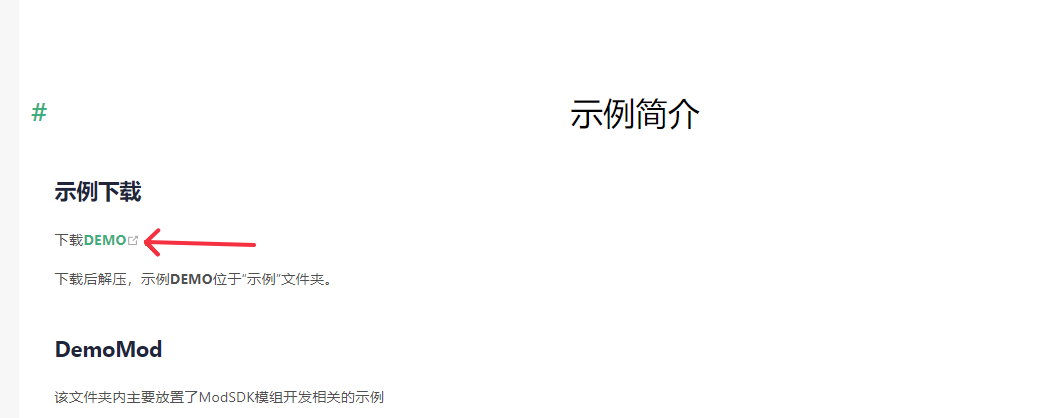 #
示例简介
示例下载
下载DEMO
下载后解压，示例DEMO位于“示例”文件夹。
DemoMod
该文件夹内主要放置了ModSDK模组开发相关的示例